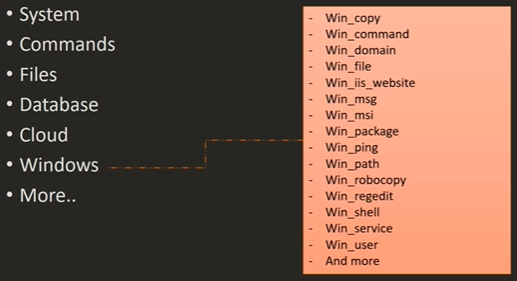 • System
• Commands
• Files
• Database
• Cloud
• Windows
• More..
- Win_copy
- Win_command
- Win_domain
- Win_file
- Win_iis_website
- Win_msg
- Win_msi
- Win_package
- Win_ping
- Win_path
- Win_robocopy
- Win_regedit
- Win_shell
- Win_service
- Win_user
- And more